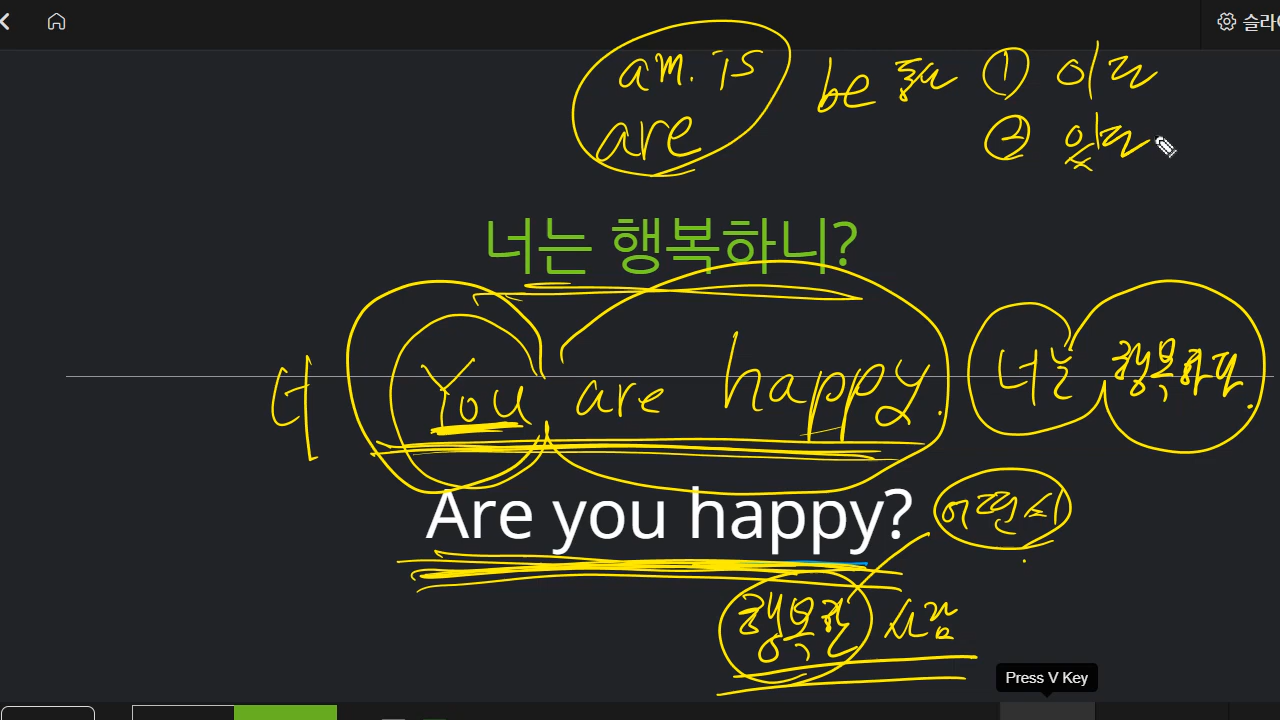 슬라이
am. is be 동사 ① 이다
are ② 있다
너는 행복하니?
너 You are happy. 너는 행복하다.
Are you happy? 어떤 시
행복한 사람
Press V Key